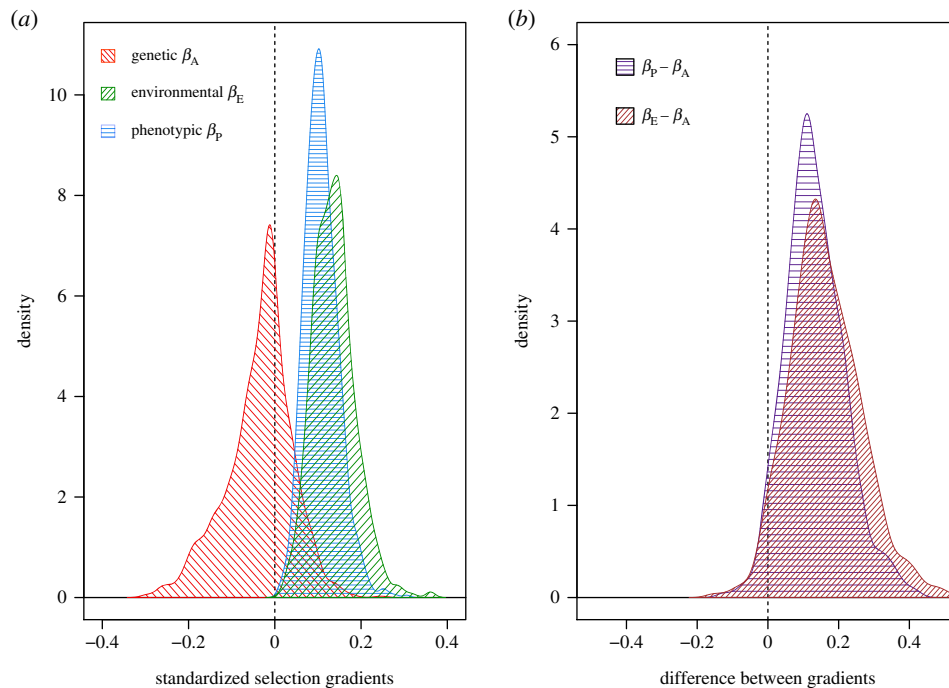 (a)
genetic βA
environmental βE
phenotypic βP
density
0
2
4
6
8
10
−0.4
−0.2
0
0.2
0.4
standardized selection gradients
(b)
βP – βA
βE – βA
density
0
1
2
3
4
5
6
−0.4
−0.2
0
0.2
0.4
difference between gradients